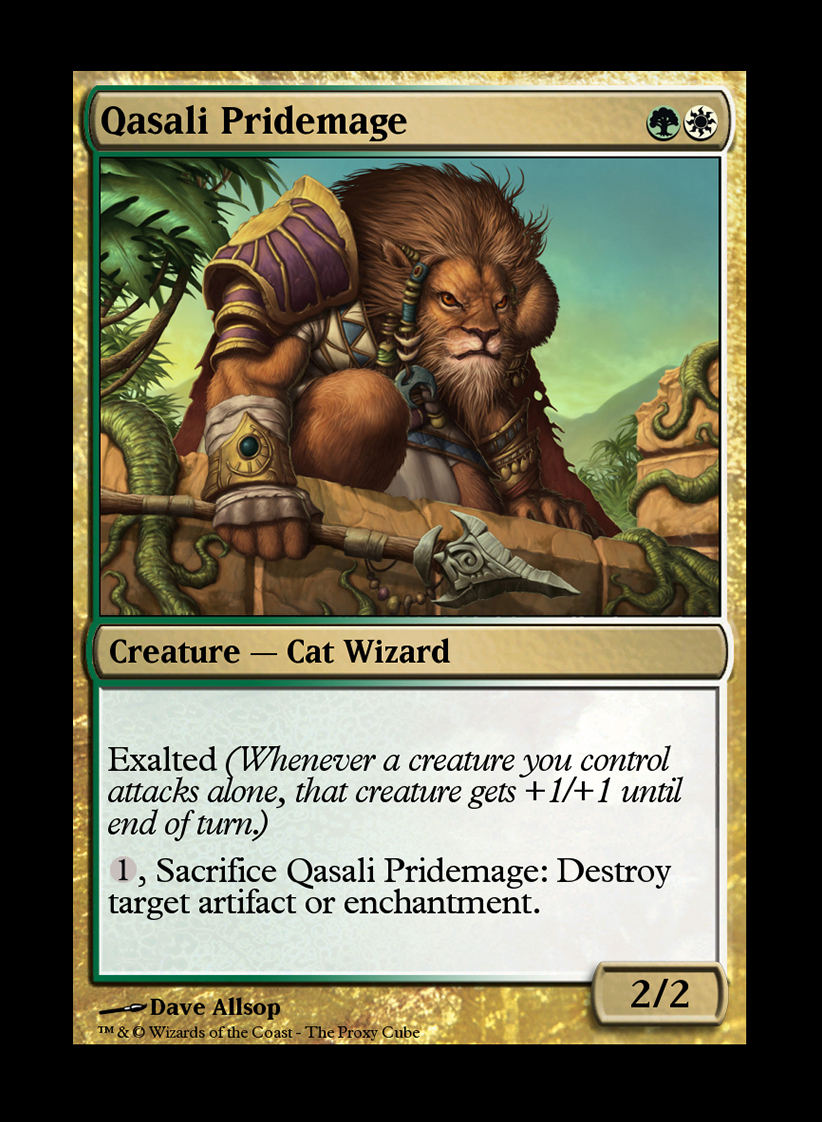 Qasali Pridemage
Creature — Cat Wizard
Exalted (Whenever a creature you control
attacks alone, that creature gets +1/+1 until
end of turn.)
1, Sacrifice Qasali Pridemage: Destroy
target artifact or enchantment.
2/2
Dave Allsop
™ & © Wizards of the Coast - The Proxy Cube